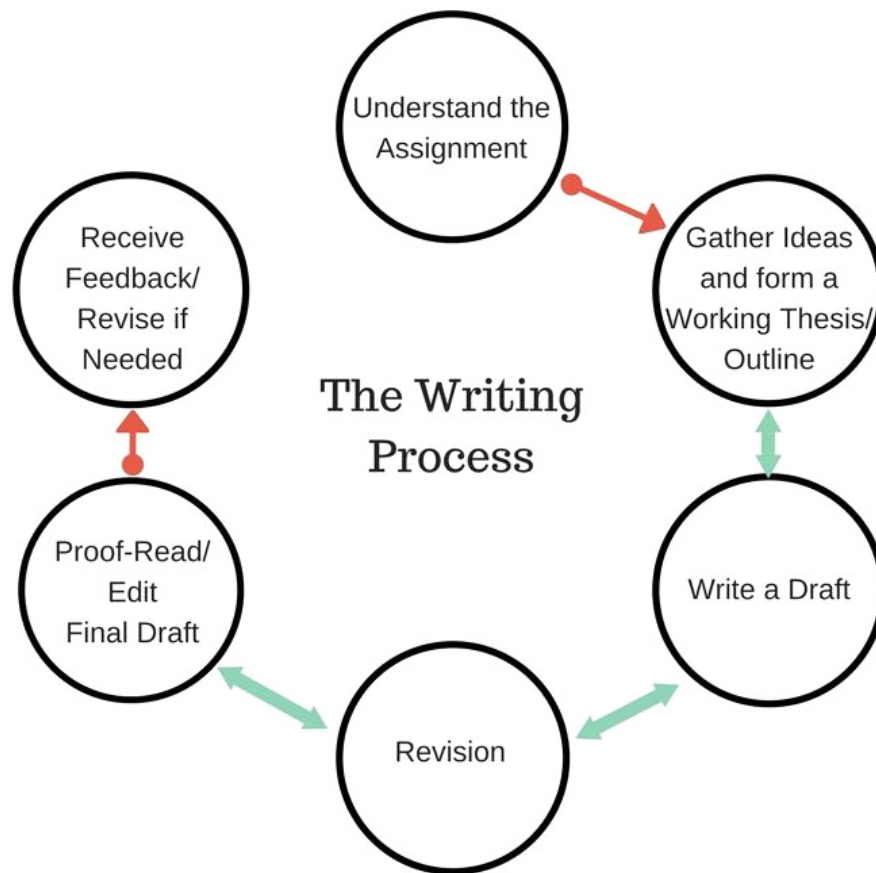 Understand the
Assignment
Gather Ideas
and form a
Working Thesis/
Outline
Write a Draft
Revision
Proof-Read/
Edit
Final Draft
Receive
Feedback/
Revise if
Needed
The Writing
Process